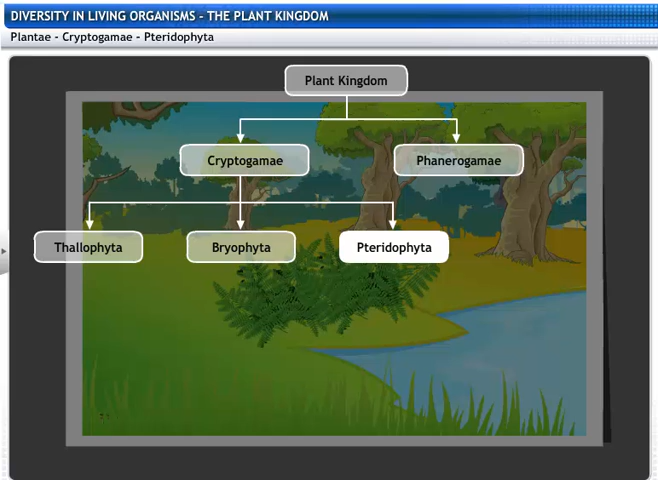 DIVERSITY IN LIVING ORGANISMS - THE PLANT KINGDOM
Plantae - Cryptogamae - Pteridophyta
Plant Kingdom
Cryptogamae
Phanerogamae
Thallophyta
Bryophyta
Pteridophyta